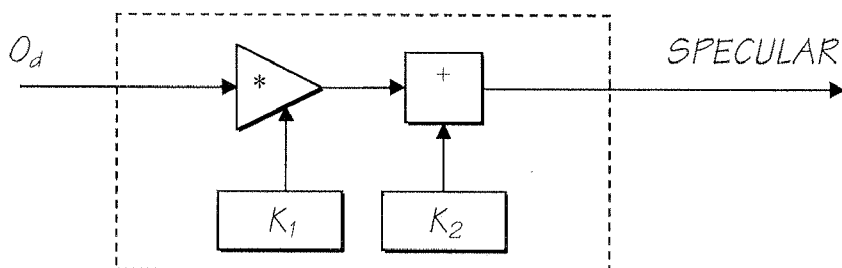 O_d
SPECULAR
*
+
K_1
K_2